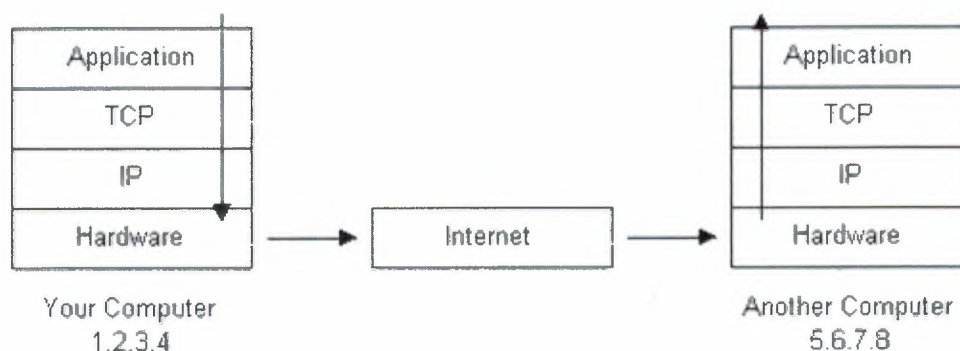 Application
TCP
IP
Hardware
Your Computer
1.2.3.4
Internet
Application
TCP
IP
Hardware
Another Computer
5.6.7.8